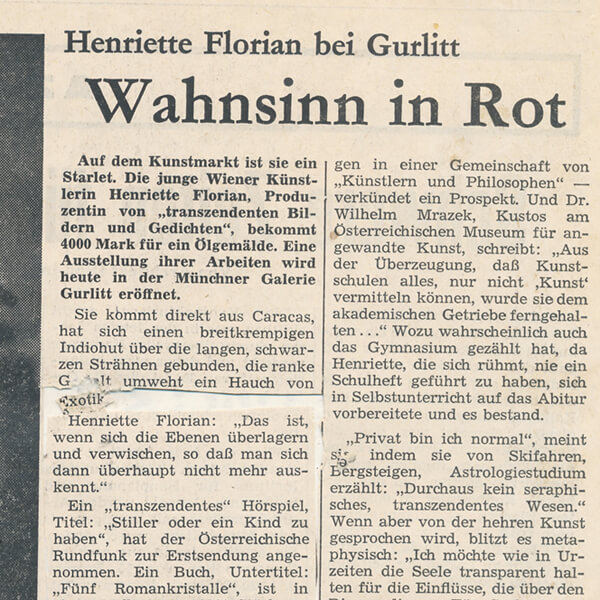 Henriette Florian bei Gurlitt
Wahnsinn in Rot
Auf dem Kunstmarkt ist sie ein
Starlet. Die junge Wiener Künst-
lerin Henriette Florian, Produ-
zentin von „transzendenten Bil-
dern und Gedichten“, bekommt
4000 Mark für ein Ölgemälde. Eine
Ausstellung ihrer Arbeiten wird
heute in der Münchner Galerie
Gurlitt eröffnet.
Sie kommt direkt aus Caracas,
hat sich einen breitkrempigen
Indiohut über die langen, schwar-
zen Strähnen gebunden, die ranke
umweht ein Hauch von
Exotik
Henriette Florian: „Das ist,
wenn sich die Ebenen überlagern
und verwischen, so daß man sich
dann überhaupt nicht mehr aus-
kennt.“
Ein „transzendentes“ Hörspiel,
Titel: „Stiller oder ein Kind zu
haben“, hat der Österreichische
Rundfunk zur Erstsendung ange-
nommen. Ein Buch, Untertitel:
„Fünf Romankristalle“, ist in
gen in einer Gemeinschaft von
„Künstlern und Philosophen“ —
verkündet ein Prospekt. Und Dr.
Wilhelm Mrazek, Kustos am
Österreichischen Museum für an-
gewandte Kunst, schreibt: „Aus
der Überzeugung, daß Kunst-
schulen alles, nur nicht ‚Kunst‘
vermitteln können, wurde sie dem
akademischen Getriebe ferngehal-
ten . . .“ Wozu wahrscheinlich auch
das Gymnasium gezählt hat, da
Henriette, die sich rühmt, nie ein
Schulheft geführt zu haben, sich
in Selbstunterricht auf das Abitur
vorbereitete und es bestand.
„Privat bin ich normal“, meint
indem sie von Skifahren,
Bergsteigen, Astrologiestudium
erzählt: „Durchaus kein seraphi-
sches, transzendentes Wesen.“
Wenn aber von der hehren Kunst
gesprochen wird, blitzt es meta-
physisch: „Ich möchte wie in Ur-
zeiten die Seele transparent hal-
ten für die Einflüsse, die über den